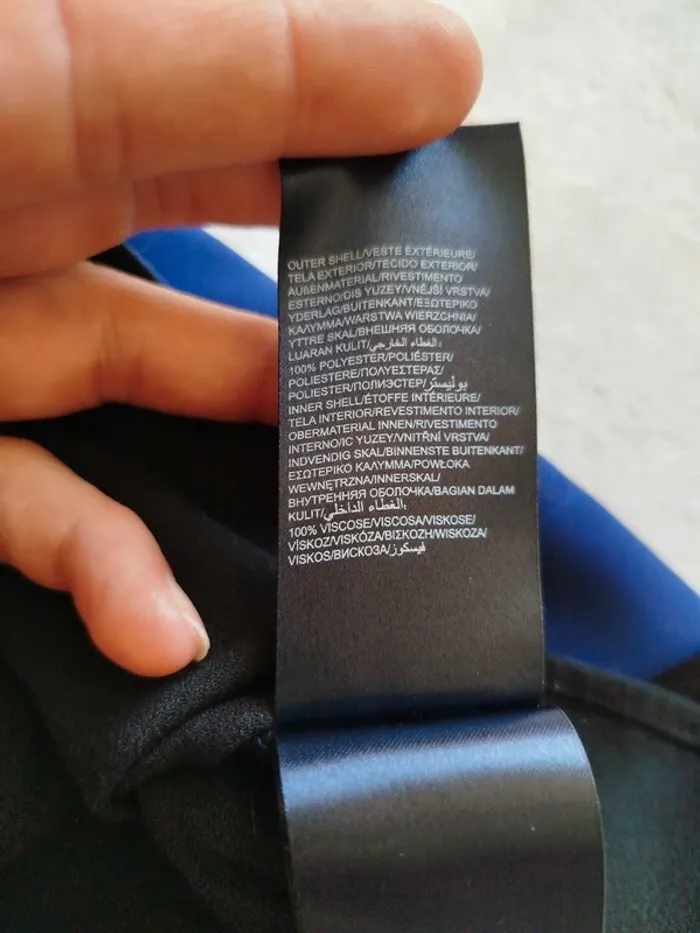 OUTER SHELL/VESTE EXTÉRIEURE/
TELA EXTERIOR/TECIDO EXTERIOR/
AUßENMATERIAL/RIVESTIMENTO
ESTERNO/DIS YUZEY/VNĚJŠÍ VRSTVA/
YDERLAG/BUITENKANT/ΕΞΩΤΕΡΙΚΟ
ΚΑΛΥΜΜΑ/WARSTWA WIERZCHNIA/
YTTRE SKAL/ВНЕШНЯЯ ОБОЛОЧКА/
LUARAN KULIT/الغطاء الخارجي:
100% POLYESTER/POLIÉSTER/
POLIESTERE/ΠΟΛΥΕΣΤΕΡΑΣ/
POLIESTER/ПОЛИЭСТЕР/بوليستر
INNER SHELL/ÉTOFFE INTÉRIEURE/
TELA INTERIOR/REVESTIMENTO INTERIOR/
OBERMATERIAL INNEN/RIVESTIMENTO
INTERNO/IC YUZEY/VNITŘNÍ VRSTVA/
INDVENDIG SKAL/BINNENSTE BUITENKANT/
ΕΣΩΤΕΡΙΚΟ ΚΑΛΥΜΜΑ/POWŁOKA
WEWNĘTRZNA/INNERSKAL/
ВНУТРЕННЯЯ ОБОЛОЧКА/BAGIAN DALAM
KULIT/الغطاء الداخلي:
100% VISCOSE/VISCOSA/VISKOSE/
VİSKOZ/VISKÓZA/ΒΙΣΚΟΖΗ/WISKOZA/
VISKOS/ВИСКОЗА/فيسكوز